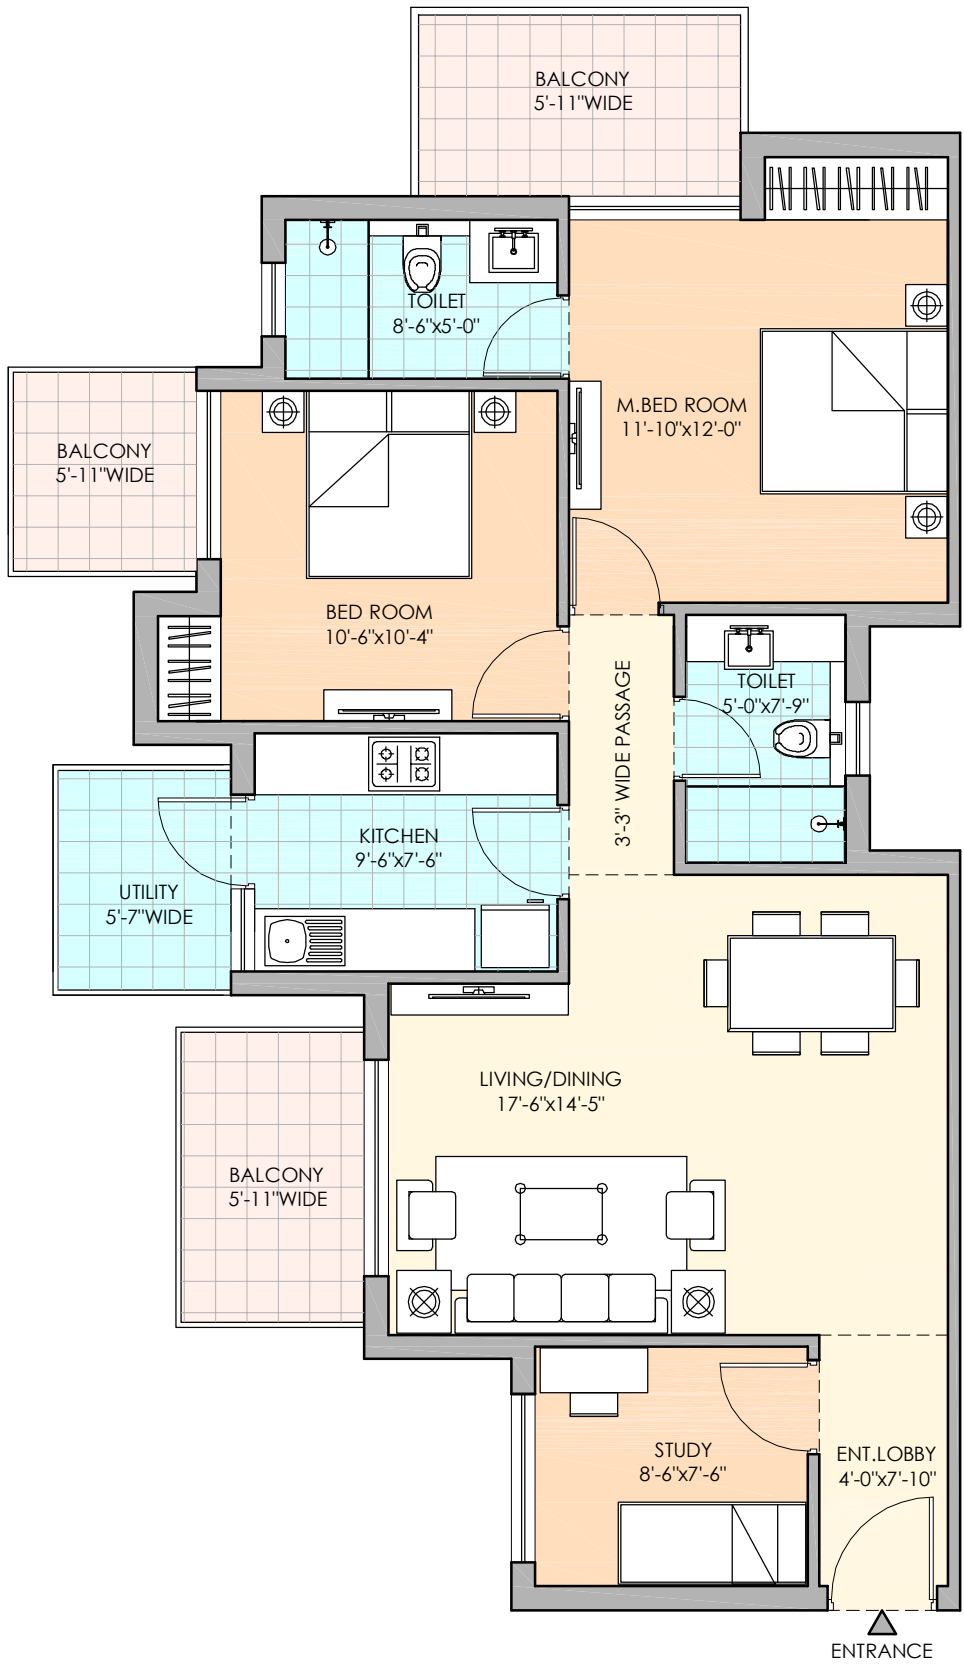 BALCONY
5'-11"WIDE
TOILET
8'-6"x5'-0"
M.BED ROOM
11'-10"x12'-0"
BALCONY
5'-11"WIDE
BED ROOM
10'-6"x10'-4"
3'-3" WIDE PASSAGE
TOILET
5'-0"x7'-9"
KITCHEN
9'-6"x7'-6"
UTILITY
5'-7"WIDE
LIVING/DINING
17'-6"x14'-5"
BALCONY
5'-11"WIDE
STUDY
8'-6"x7'-6"
ENT.LOBBY
4'-0"x7'-10"
ENTRANCE